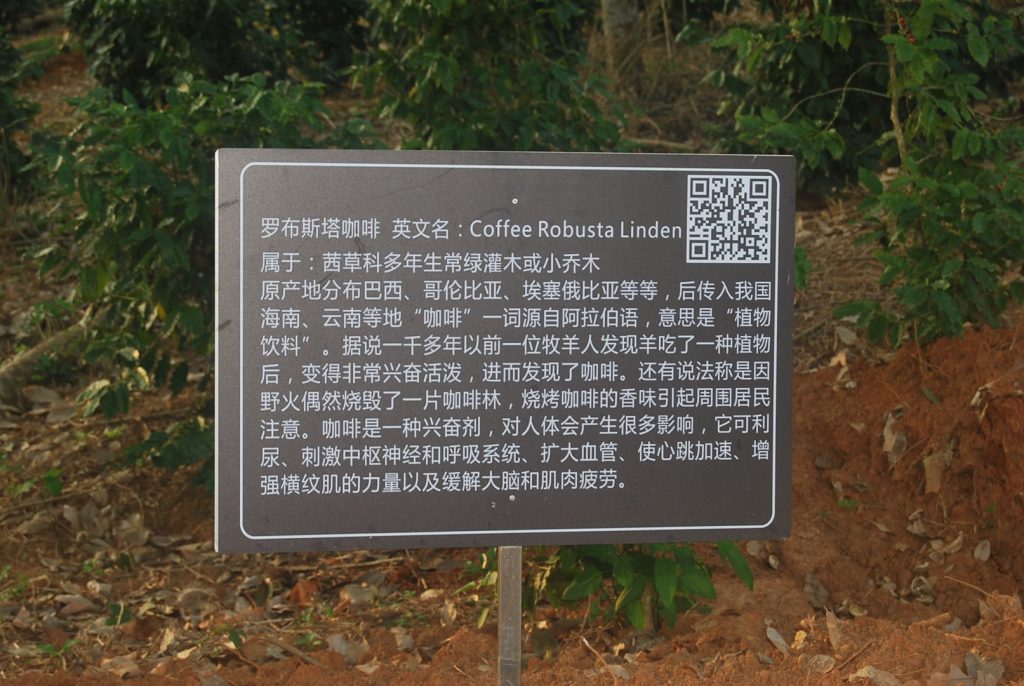 罗布斯塔咖啡 英文名：Coffee Robusta Linden
属于：茜草科多年生常绿灌木或小乔木
原产地分布巴西、哥伦比亚、埃塞俄比亚等等，后传入我国
海南、云南等地“咖啡”一词源自阿拉伯语，意思是“植物
饮料”。据说一千多年以前一位牧羊人发现羊吃了一种植物
后，变得非常兴奋活泼，进而发现了咖啡。还有说法称是因
野火偶然烧毁了一片咖啡林，烧烤咖啡的香味引起周围居民
注意。咖啡是一种兴奋剂，对人体会产生很多影响，它可利
尿、刺激中枢神经和呼吸系统、扩大血管、使心跳加速、增
强横纹肌的力量以及缓解大脑和肌肉疲劳。
2